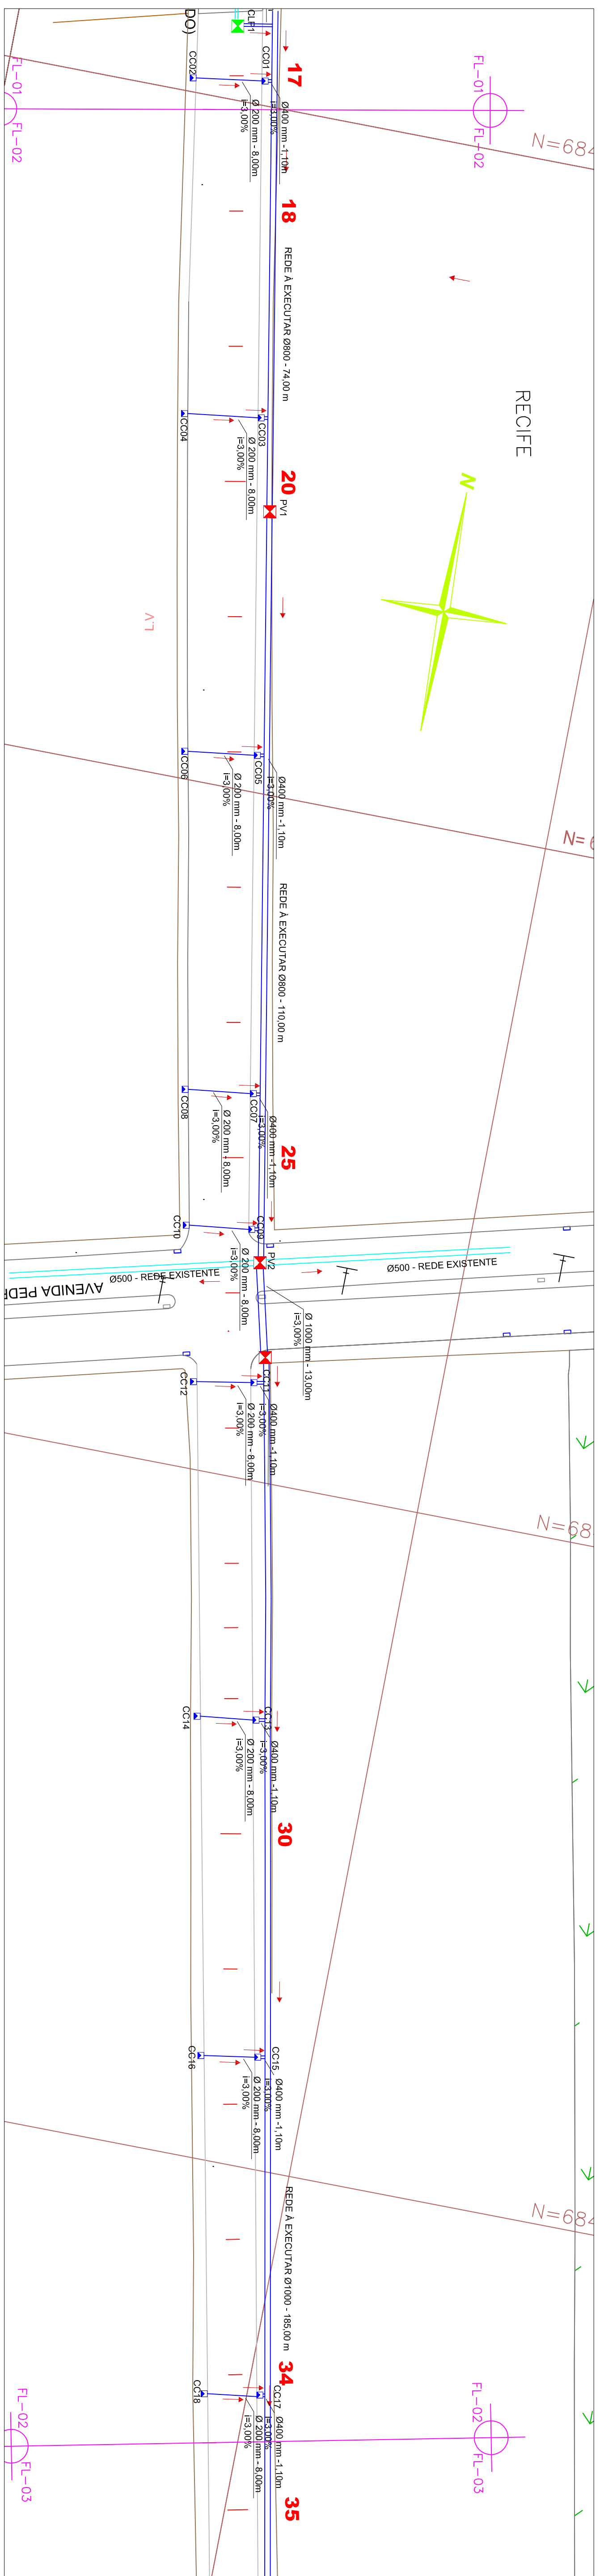 DO)
CLP1
FL-01
FL-02
CC02
CC01
17
FL-01
FL-02
Ø400 mm -1,10m
i=3,00%
Ø 200 mm - 8,00m
i=3,00%
N=684
18
REDE À EXECUTAR Ø800 - 74,00 m
RECIFE
CC04
CC03
Ø 200 mm - 8,00m
i=3,00%
20
PV1
N
L.V
CC06
CC05
Ø400 mm -1,10m
i=3,00%
Ø 200 mm - 8,00m
i=3,00%
N= 6
REDE À EXECUTAR Ø800 - 110,00 m
CC08
CC07
Ø400 mm -1,10m
i=3,00%
Ø 200 mm - 8,00m
i=3,00%
25
CC10
CC09
PV2
Ø 200 mm - 8,00m
i=3,00%
Ø500 - REDE EXISTENTE
Ø500 - REDE EXISTENTE
AVENIDA PEDR
Ø 1000 mm - 13,00m
i=3,00%
CC12
CC11
Ø400 mm -1,10m
i=3,00%
Ø 200 mm - 8,00m
i=3,00%
N=68
CC14
CC13
Ø400 mm -1,10m
i=3,00%
Ø 200 mm - 8,00m
i=3,00%
30
CC16
CC15
Ø400 mm -1,10m
i=3,00%
Ø 200 mm - 8,00m
i=3,00%
REDE À EXECUTAR Ø1000 - 185,00 m
N=684
34
CC18
CC17
Ø400 mm -1,10m
i=3,00%
Ø 200 mm - 8,00m
i=3,00%
FL-02
FL-03
FL-02
FL-03
35